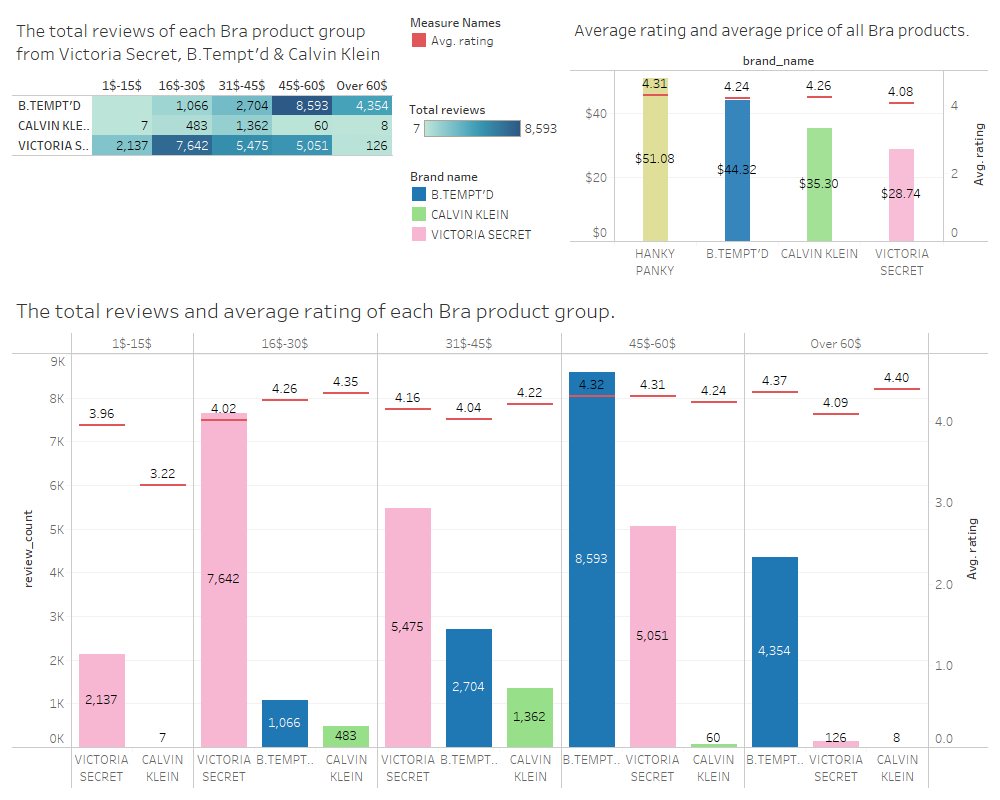 The total reviews of each Bra product group
from Victoria Secret, B.Tempt'd & Calvin Klein
1$-15$ 16$-30$ 31$-45$ 45$-60$ Over 60$
B.TEMPT'D 1,066 2,704 8,593 4,354
CALVIN KLE.. 7 483 1,362 60 8
VICTORIA S.. 2,137 7,642 5,475 5,051 126
Measure Names
Avg. rating
Total reviews
7 8,593
Brand name
B.TEMPT'D
CALVIN KLEIN
VICTORIA SECRET
Average rating and average price of all Bra products.
brand_name
4.31 4.24 4.26 4.08
$40 4
$51.08 $44.32 $35.30 $28.74
$20 2
$0 0
Avg. rating
HANKY B.TEMPT'D CALVIN KLEIN VICTORIA
PANKY SECRET
The total reviews and average rating of each Bra product group.
1$-15$ 16$-30$ 31$-45$ 45$-60$ Over 60$
9K
8K
7K
6K
5K
4K
3K
2K
1K
0K
review_count
3.96 3.22 4.02 4.26 4.35 4.16 4.04 4.22 4.32 4.31 4.24 4.37 4.09 4.40
2,137 7 7,642 1,066 483 5,475 2,704 1,362 8,593 5,051 60 4,354 126 8
4.0
3.0
2.0
1.0
0.0
Avg. rating
VICTORIA CALVIN VICTORIA B.TEMPT.. CALVIN VICTORIA B.TEMPT.. CALVIN B.TEMPT.. VICTORIA CALVIN B.TEMPT.. VICTORIA CALVIN
SECRET KLEIN SECRET KLEIN SECRET KLEIN SECRET KLEIN SECRET KLEIN